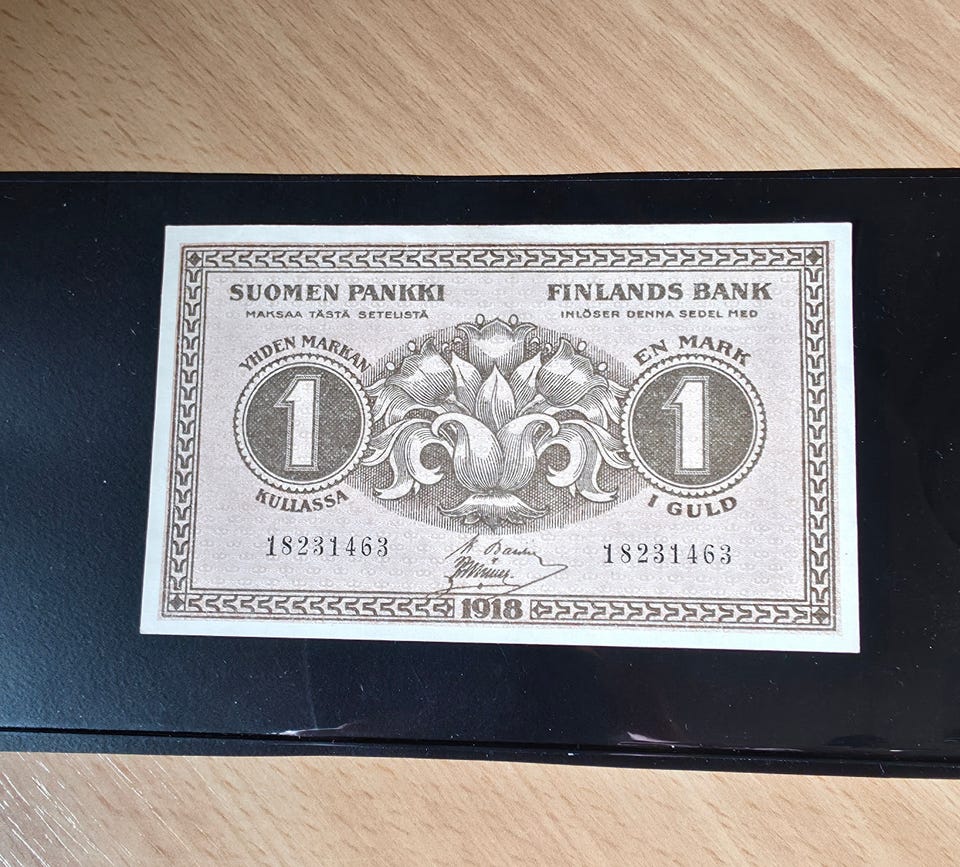 SUOMEN PANKKI
MAKSAA TÄSTÄ SETELISTÄ
FINLANDS BANK
INLÖSER DENNA SEDEL MED
YHDEN MARKAN
1
KULLASSA
EN MARK
1
I GULD
18231463
18231463
1918